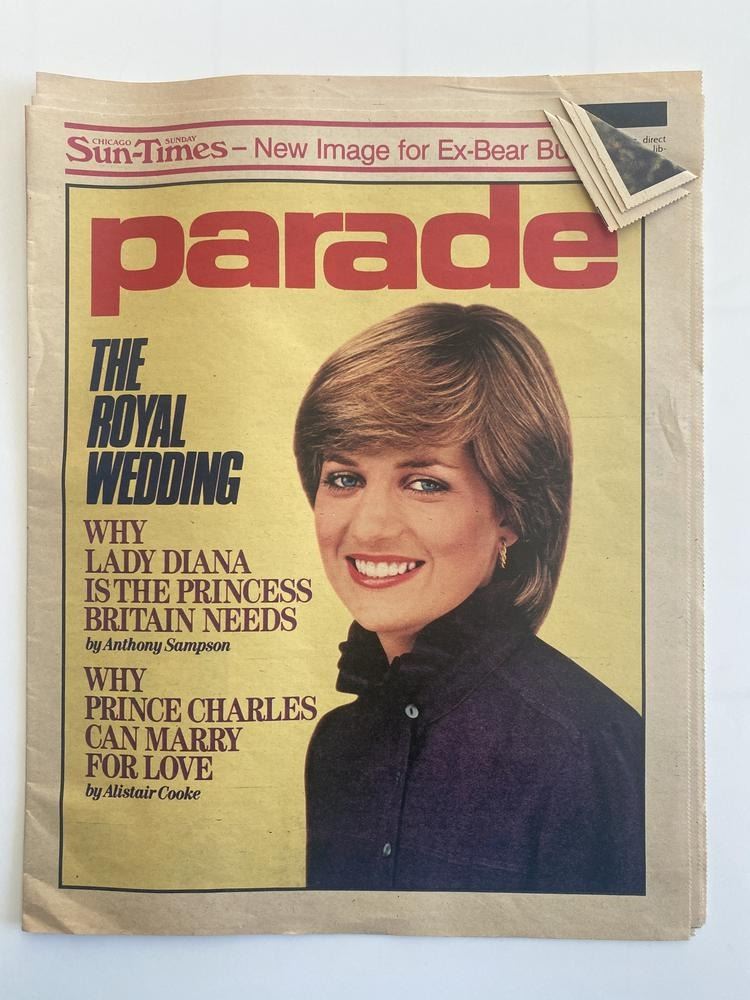 CHICAGO SUNDAY
Sun-Times – New Image for Ex-Bear
direct
lib-
parade
THE
ROYAL
WEDDING
WHY
LADY DIANA
IS THE PRINCESS
BRITAIN NEEDS
by Anthony Sampson
WHY
PRINCE CHARLES
CAN MARRY
FOR LOVE
by Alistair Cooke